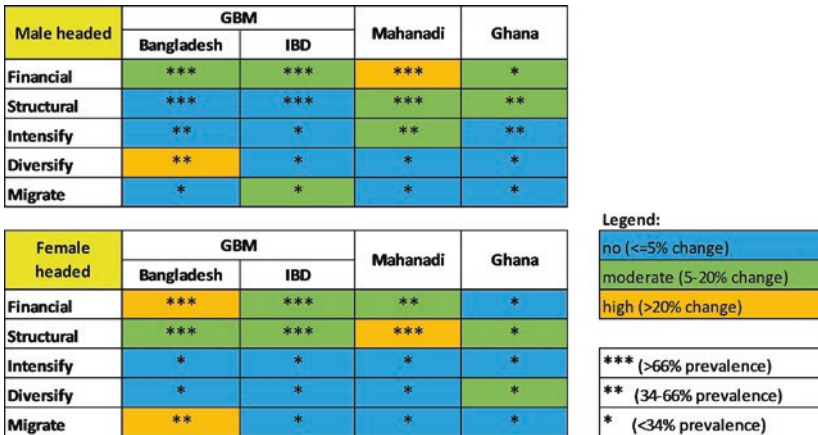 Male headed GBM Mahanadi Ghana
Bangladesh IBD
Financial *** *** *** *
Structural *** *** *** **
Intensify ** * ** **
Diversify ** * * *
Migrate * * * *
Female headed GBM Mahanadi Ghana
Bangladesh IBD
Financial *** *** ** *
Structural *** *** *** *
Intensify * * * *
Diversify * * * *
Migrate ** * * *
Legend:
no (<=5% change)
moderate (5-20% change)
high (>20% change)
*** (>66% prevalence)
** (34-66% prevalence)
* (<34% prevalence)